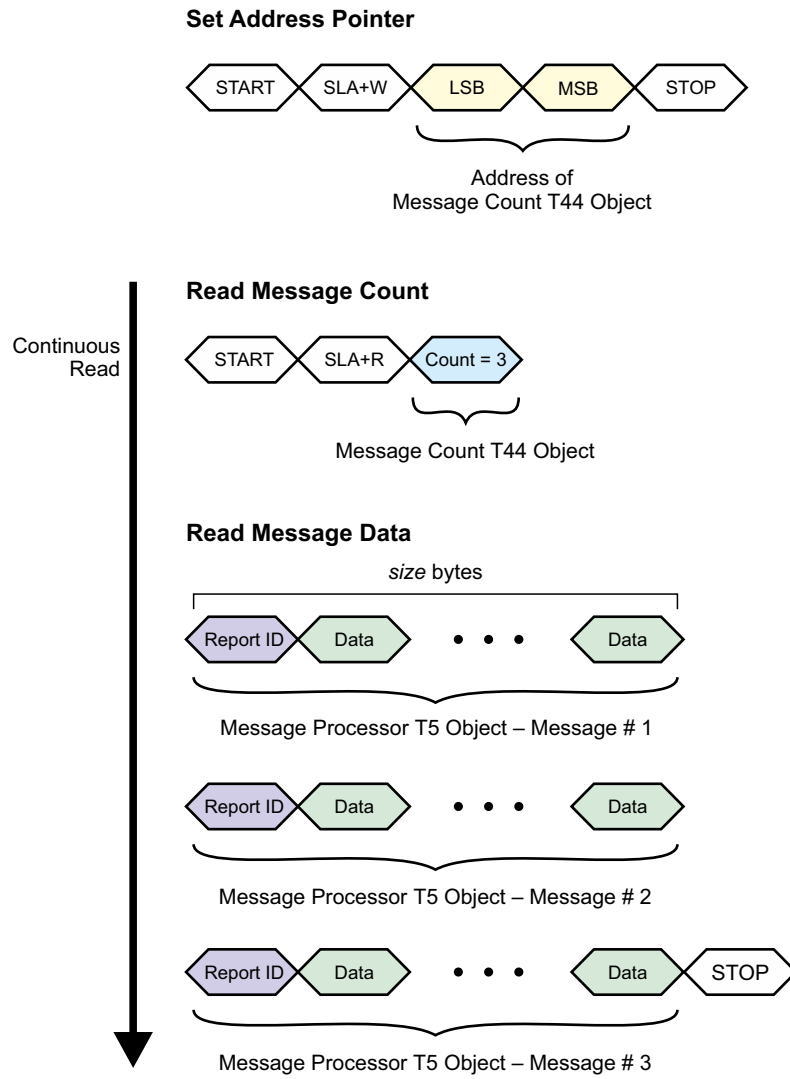 Set Address Pointer
START SLA+W LSB MSB STOP
Address of
Message Count T44 Object
Read Message Count
Continuous
Read
START SLA+R Count = 3
Message Count T44 Object
Read Message Data
size bytes
Report ID Data • • • Data
Message Processor T5 Object – Message # 1
Report ID Data • • • Data
Message Processor T5 Object – Message # 2
Report ID Data • • • Data STOP
Message Processor T5 Object – Message # 3